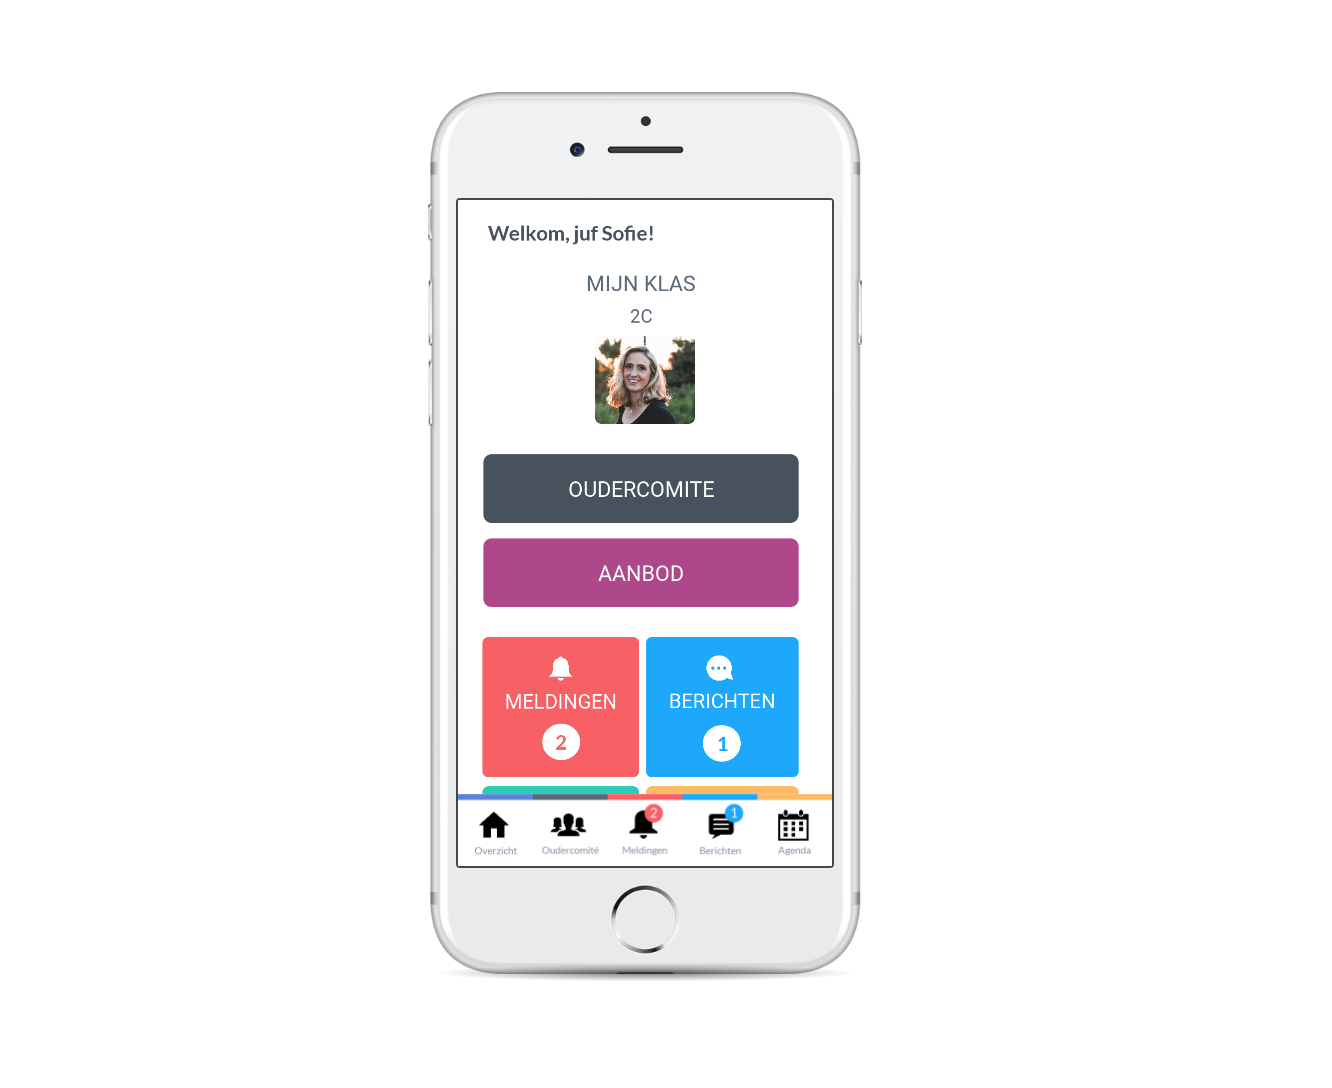 Welkom, juf Sofie!
MIJN KLAS
2C
OUDERCOMITE
AANBOD
MELDINGEN
2
BERICHTEN
1
2
1
Overzicht
Oudercomité
Meldingen
Berichten
Agenda